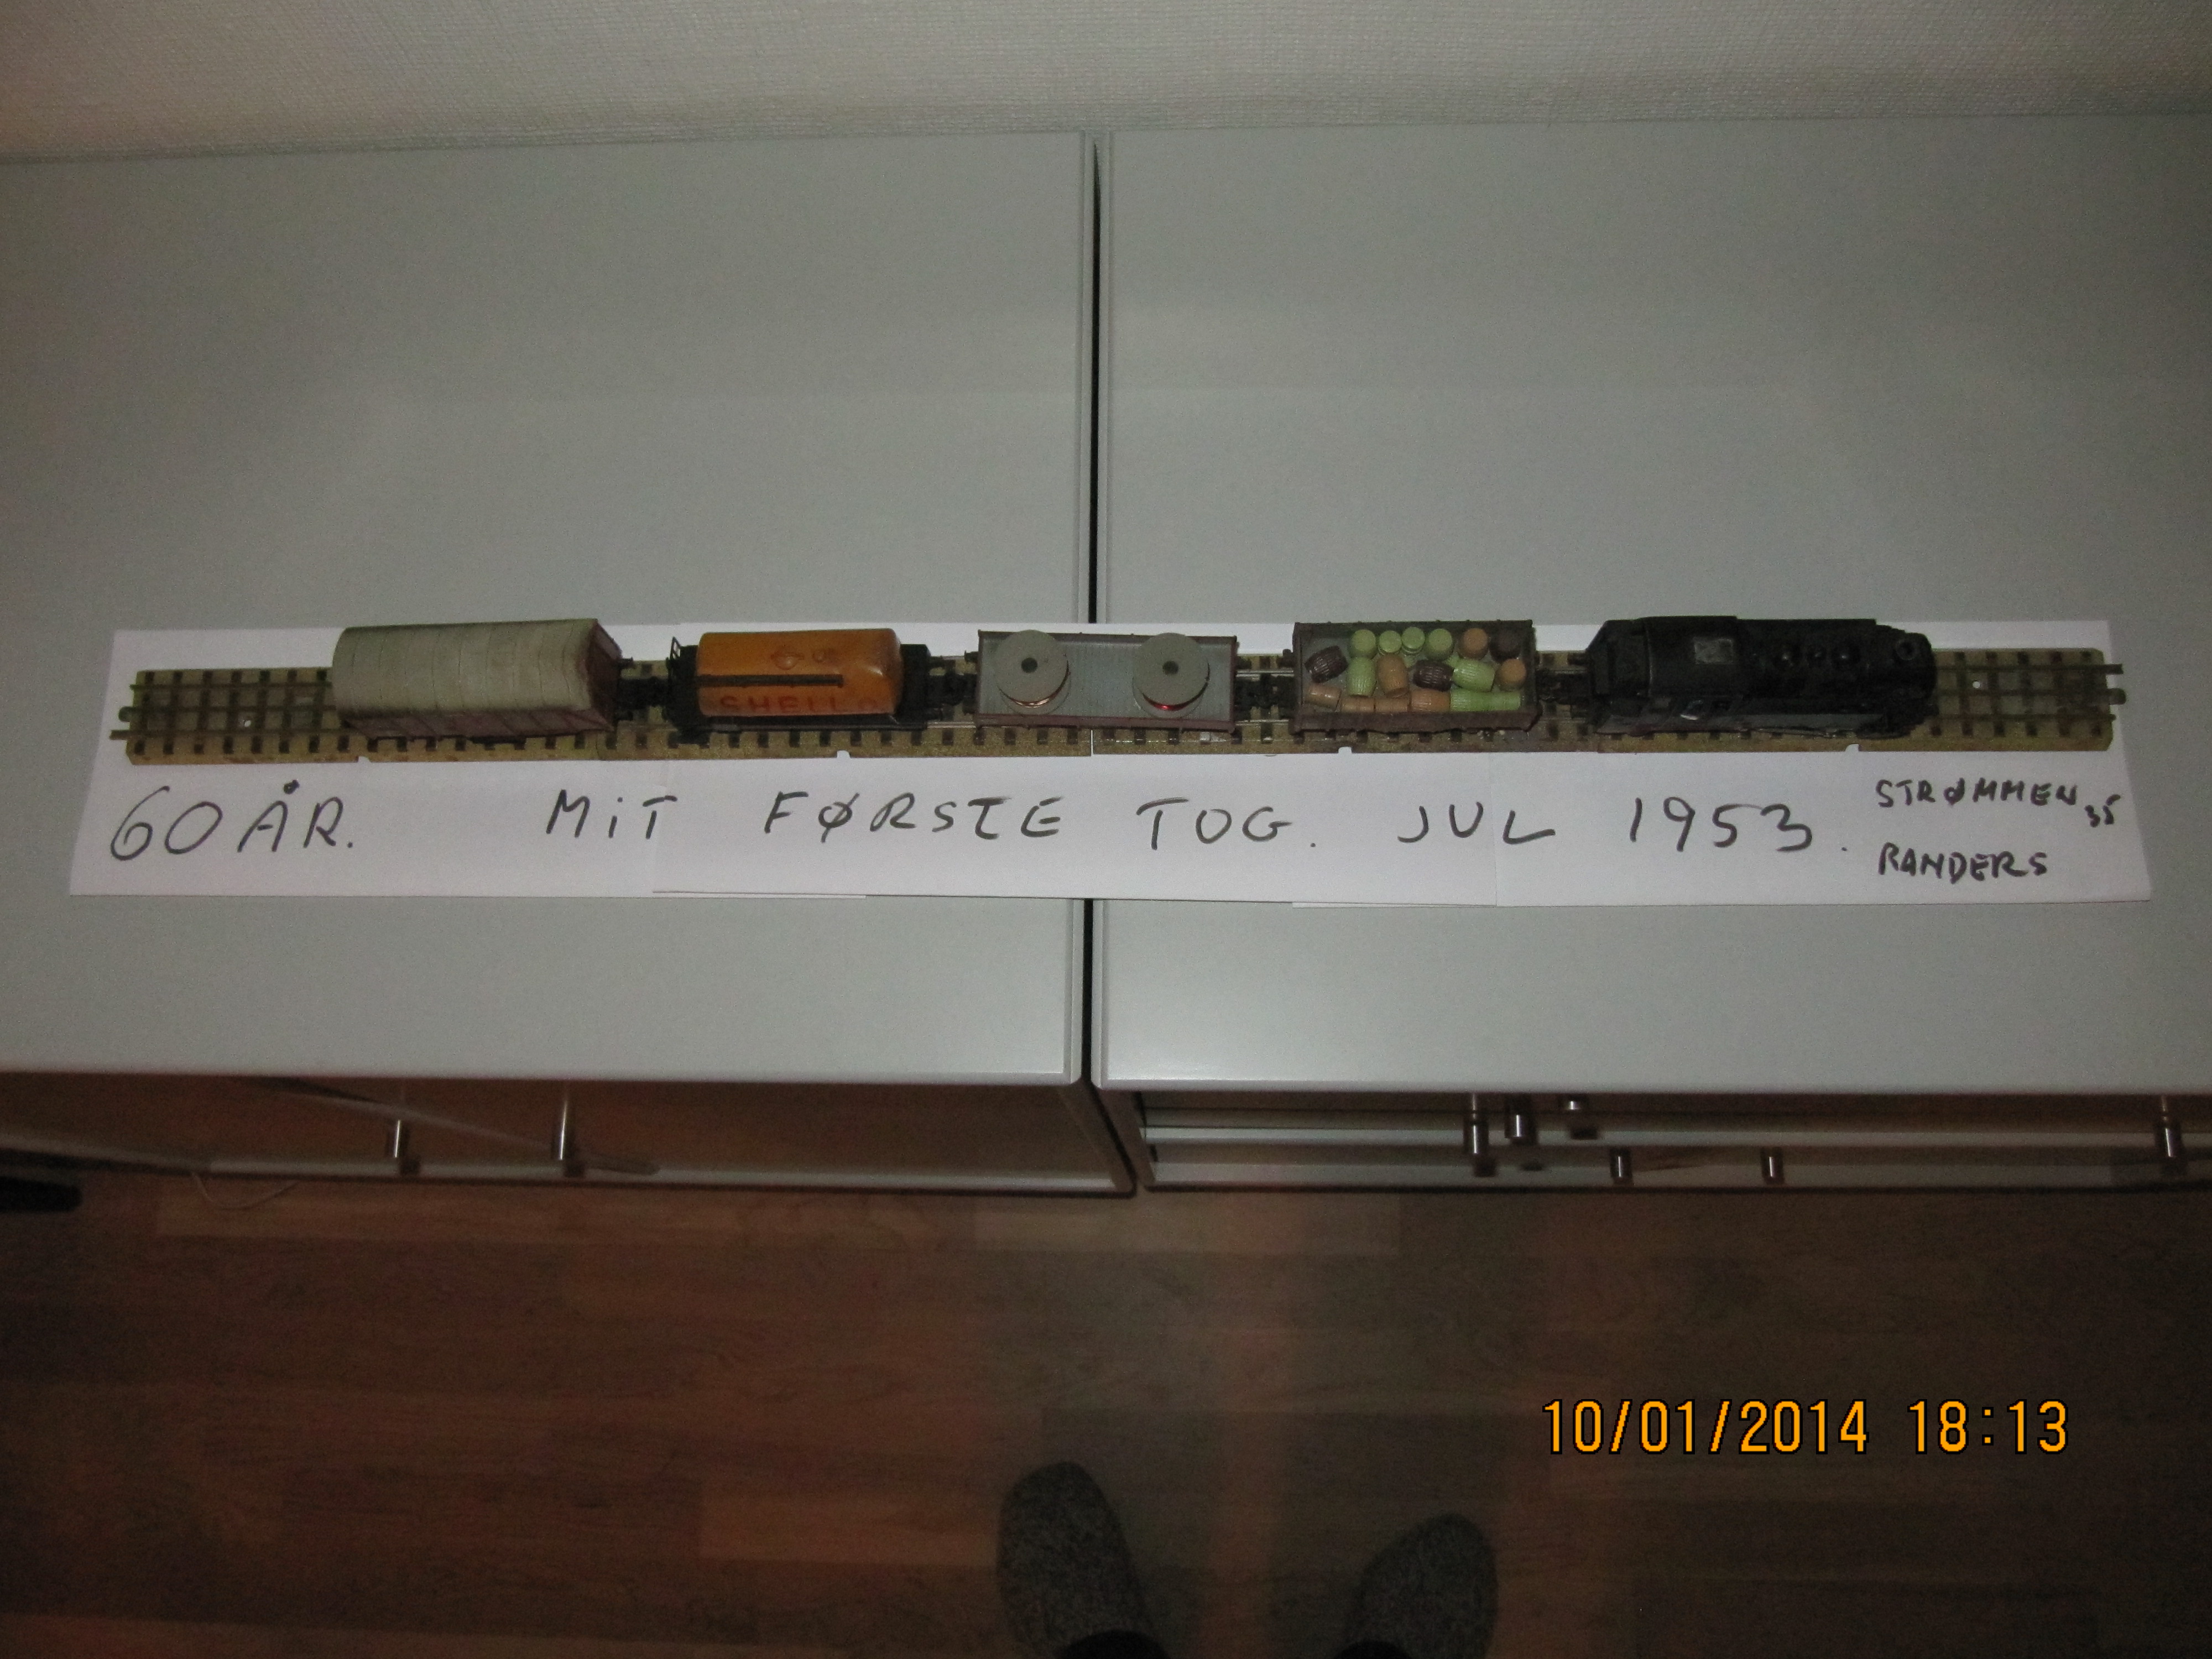 SHELL
60 ÅR. MiT FØRSTE TOG. JUL 1953.
STRØMMEN 35
RANDERS
10/01/2014 18:13